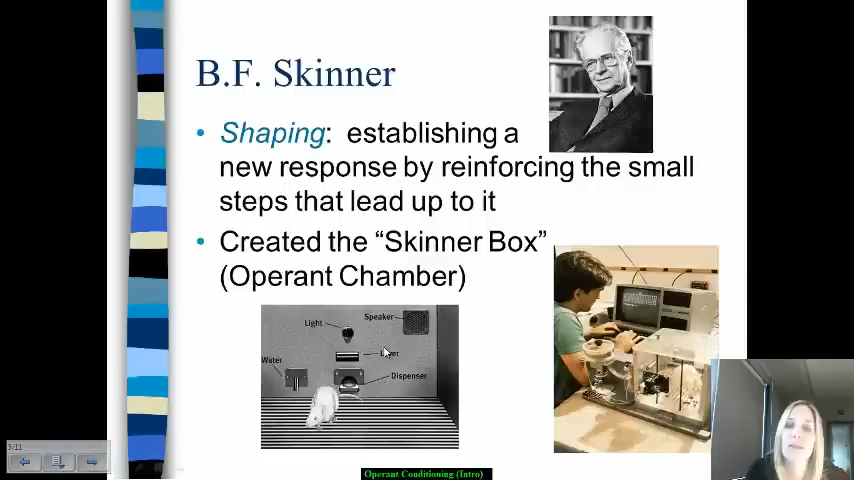 B.F. Skinner
• Shaping: establishing a
new response by reinforcing the small
steps that lead up to it
• Created the “Skinner Box”
(Operant Chamber)
Light
Speaker
Lever
Water
Dispenser
5/11
Operant Conditioning (Intro)